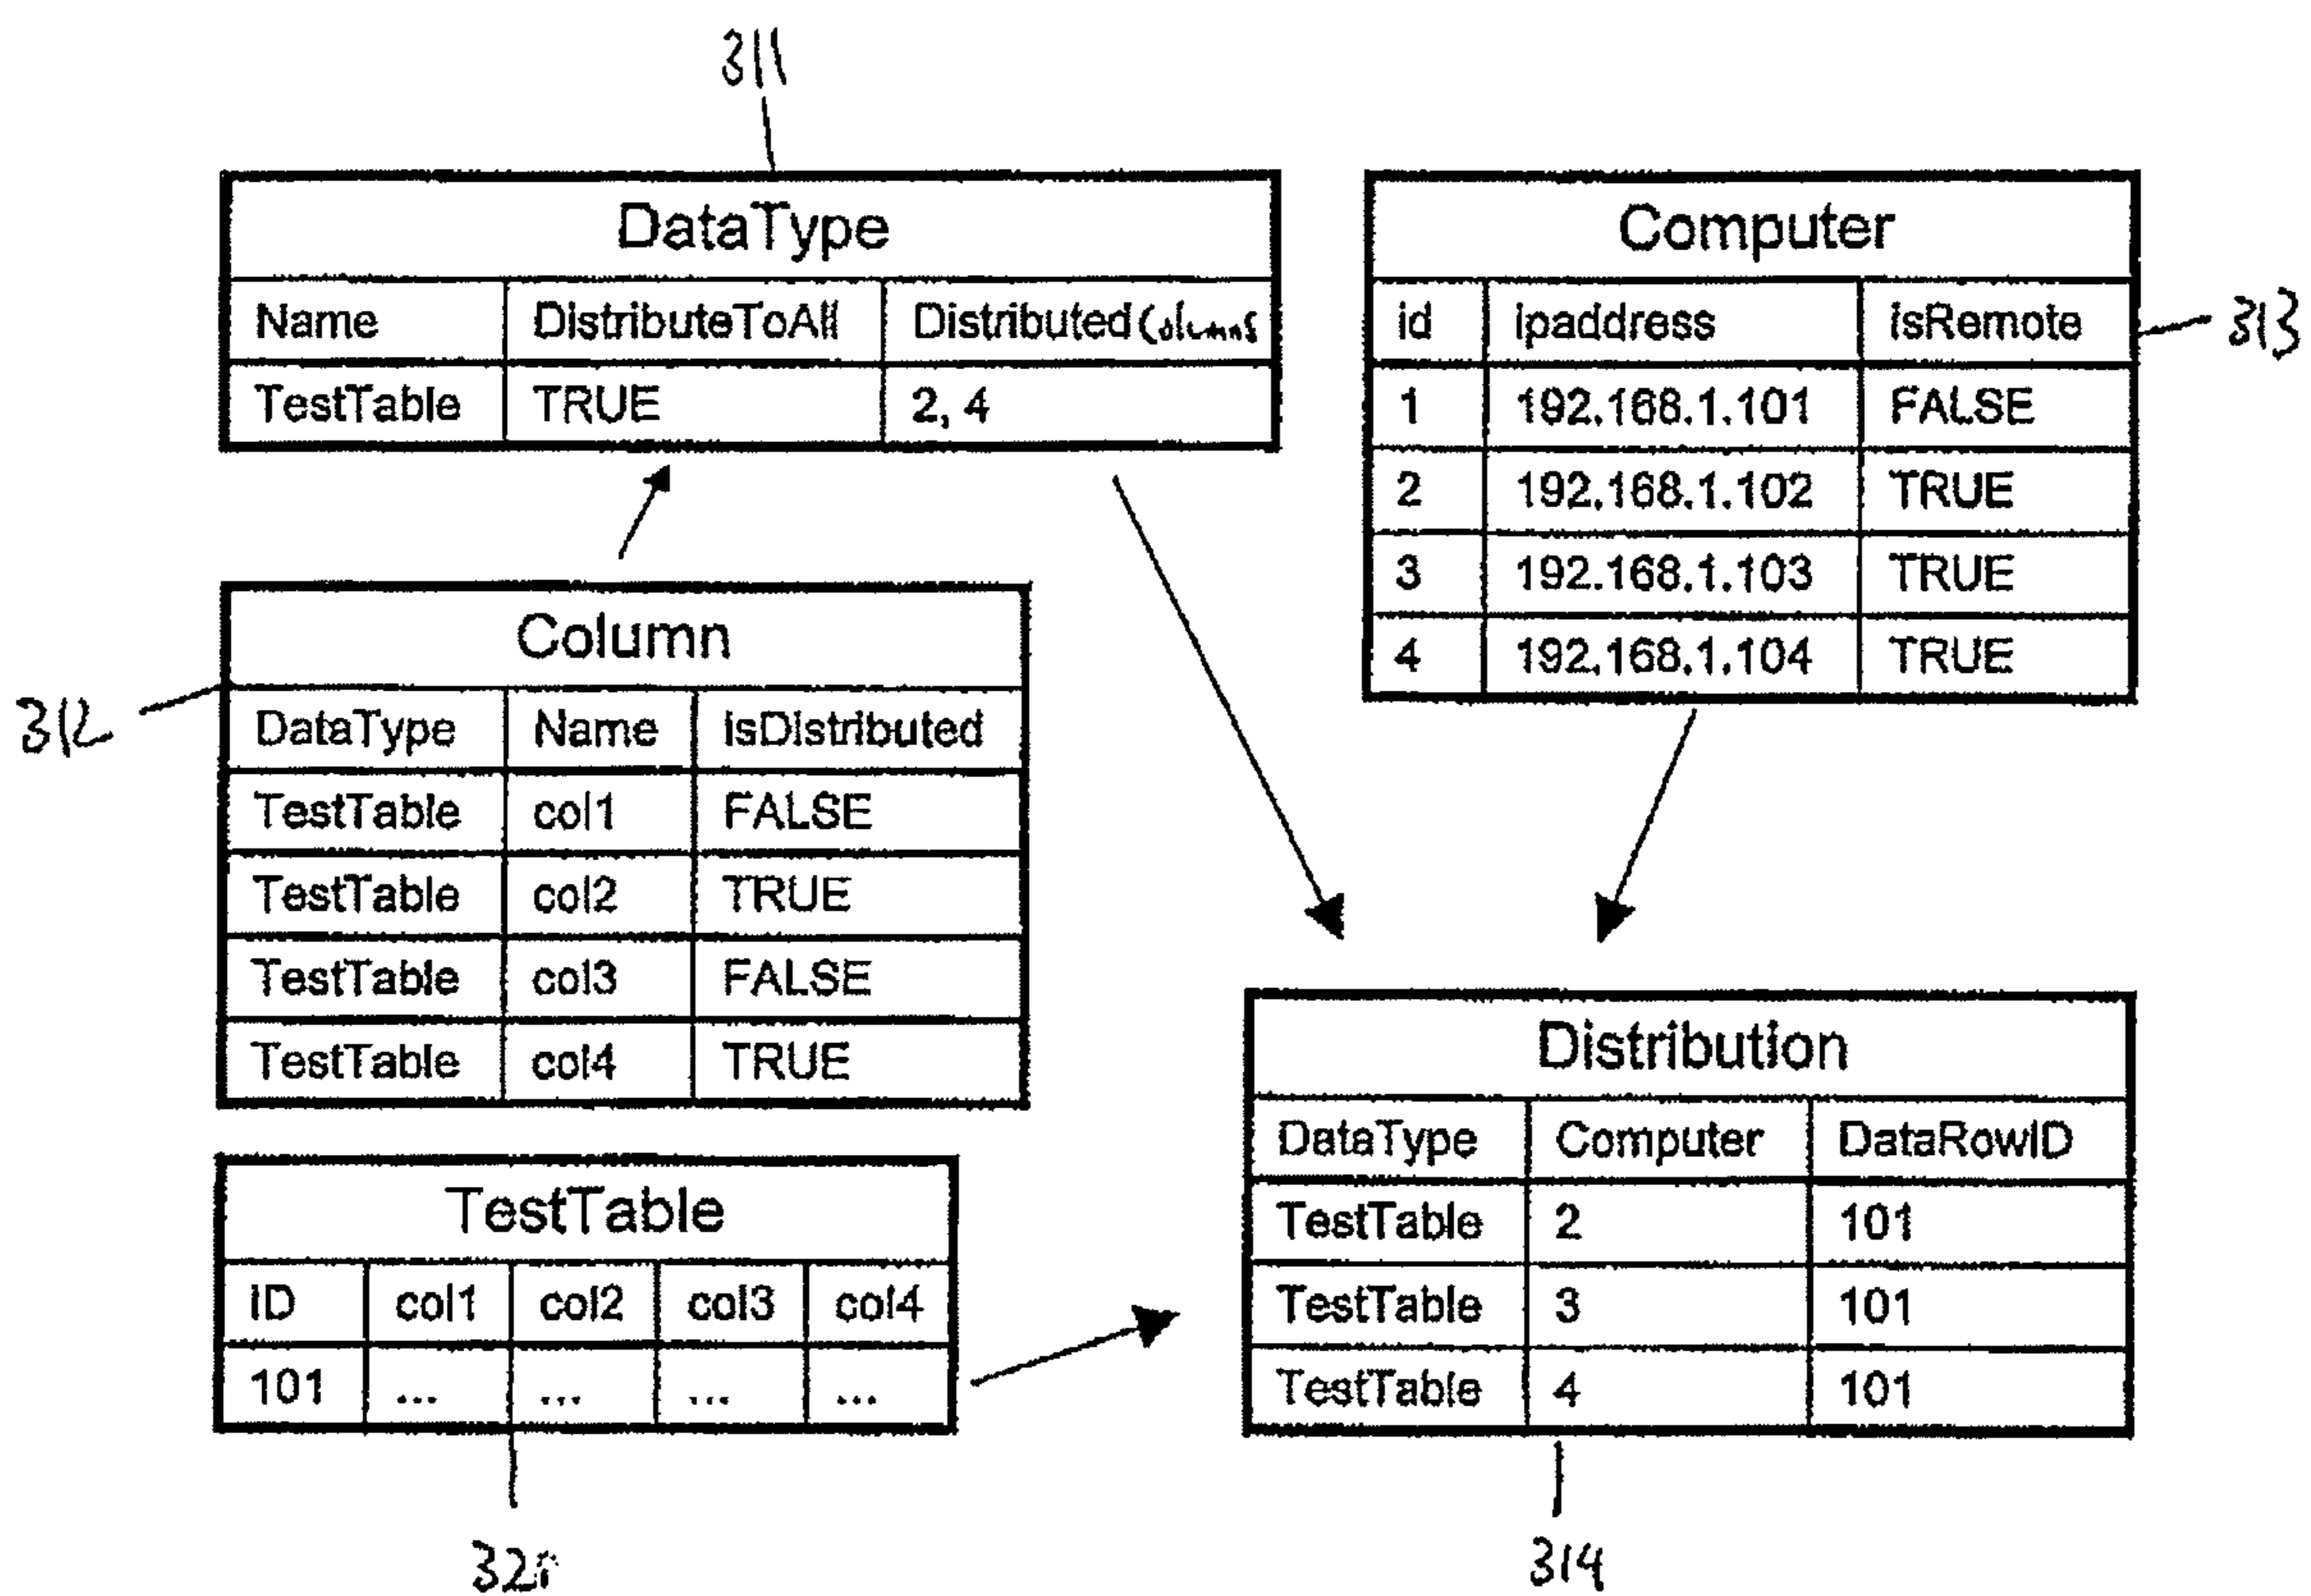 311
DataType
Name DistributeToAll DistributedColumns
TestTable TRUE 2, 4
Computer
id ipaddress isRemote
1 192.168.1.101 FALSE
2 192.168.1.102 TRUE
3 192.168.1.103 TRUE
4 192.168.1.104 TRUE
313
312
Column
DataType Name isDistributed
TestTable col1 FALSE
TestTable col2 TRUE
TestTable col3 FALSE
TestTable col4 TRUE
TestTable
ID col1 col2 col3 col4
101 ... ... ... ...
Distribution
DataType Computer DataRowID
TestTable 2 101
TestTable 3 101
TestTable 4 101
314